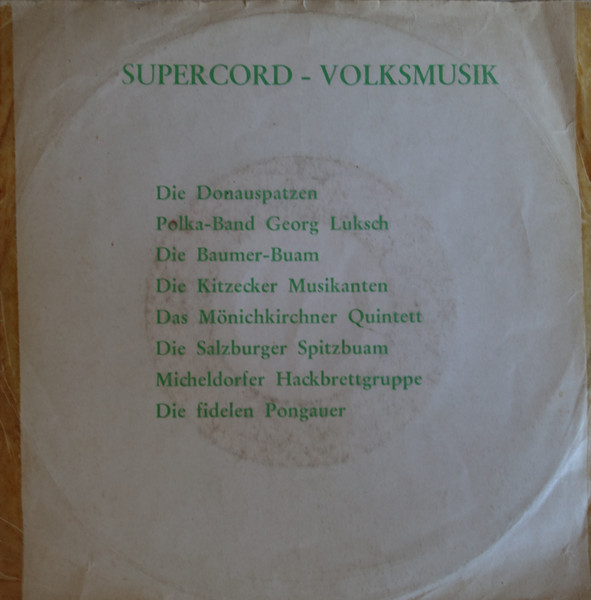 SUPERCORD - VOLKSMUSIK
Die Donauspatzen
Polka-Band Georg Luksch
Die Baumer-Buam
Die Kitzecker Musikanten
Das Mönichkirchner Quintett
Die Salzburger Spitzbuam
Micheldorfer Hackbrettgruppe
Die fidelen Pongauer